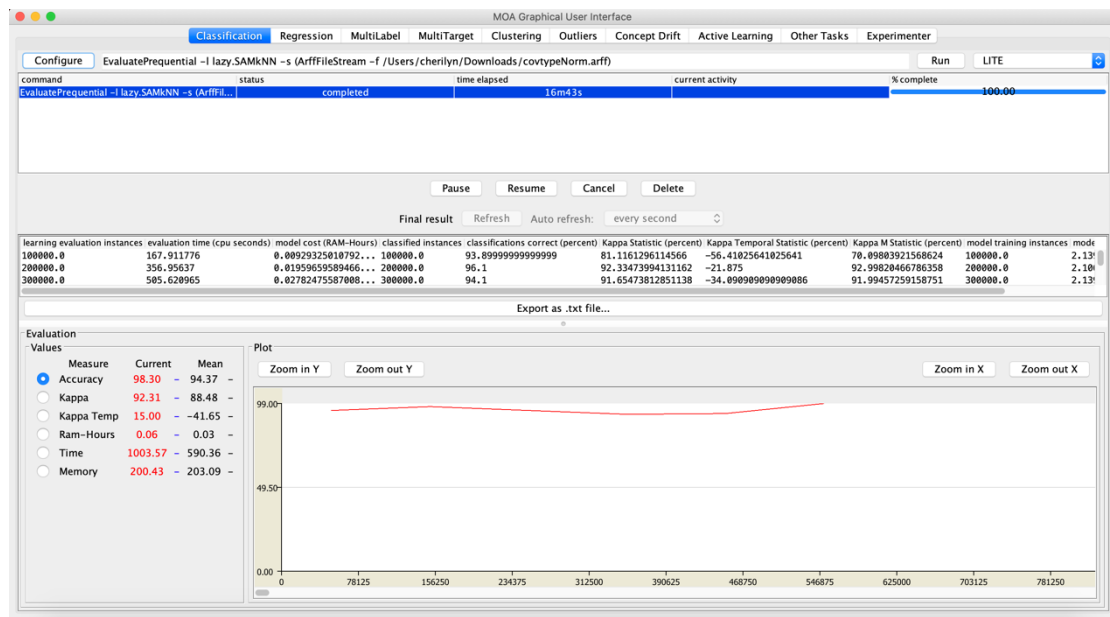 MOA Graphical User Interface
Classification Regression MultiLabel MultiTarget Clustering Outliers Concept Drift Active Learning Other Tasks Experimenter
Configure EvaluatePrequential -l lazy.SAMkNN -s (ArffFileStream -f /Users/cherilyn/Downloads/covtypeNorm.arff) Run LITE
command status time elapsed current activity % complete
EvaluatePrequential -l lazy.SAMkNN -s (ArffFil... completed 16m43s 100.00
Pause Resume Cancel Delete
Final result Refresh Auto refresh: every second
learning evaluation instances evaluation time (cpu seconds) model cost (RAM-Hours) classified instances classifications correct (percent) Kappa Statistic (percent) Kappa Temporal Statistic (percent) Kappa M Statistic (percent) model training instances mode
100000.0 167.911776 0.00929325010792... 100000.0 93.89999999999999 81.1161296114566 -56.41025641025641 70.09803921568624 100000.0 2.139
200000.0 356.95637 0.01959659589466... 200000.0 96.1 92.33473994131162 -21.875 92.99820466786358 200000.0 2.100
300000.0 505.620965 0.02782475587008... 300000.0 94.1 91.65473812851138 -34.090909090909086 91.99457259158751 300000.0 2.139
Export as .txt file...
Evaluation
Values Plot
Measure Current Mean Zoom in Y Zoom out Y Zoom in X Zoom out X
Accuracy 98.30 - 94.37 -
Kappa 92.31 - 88.48 -
Kappa Temp 15.00 - -41.65 -
Ram-Hours 0.06 - 0.03 -
Time 1003.57 - 590.36 -
Memory 200.43 - 203.09 -
99.00
49.50
0.00
0 78125 156250 234375 312500 390625 468750 546875 625000 703125 781250